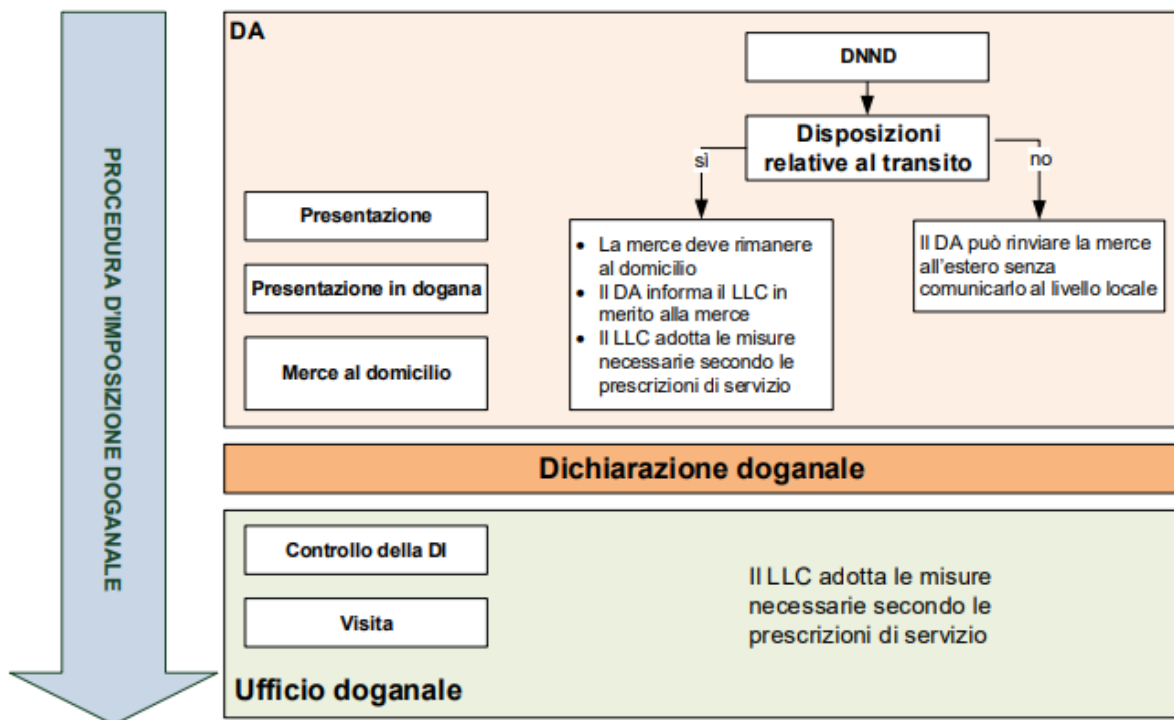 PROCEDURA D'IMPOSIZIONE DOGANALE
DA
DNND
Disposizioni
relative al transito
sì
no
Presentazione
Presentazione in dogana
Merce al domicilio
• La merce deve rimanere
al domicilio
• Il DA informa il LLC in
merito alla merce
• Il LLC adotta le misure
necessarie secondo le
prescrizioni di servizio
Il DA può rinviare la merce
all'estero senza
comunicarlo al livello locale
Dichiarazione doganale
Controllo della DI
Visita
Il LLC adotta le misure
necessarie secondo le
prescrizioni di servizio
Ufficio doganale